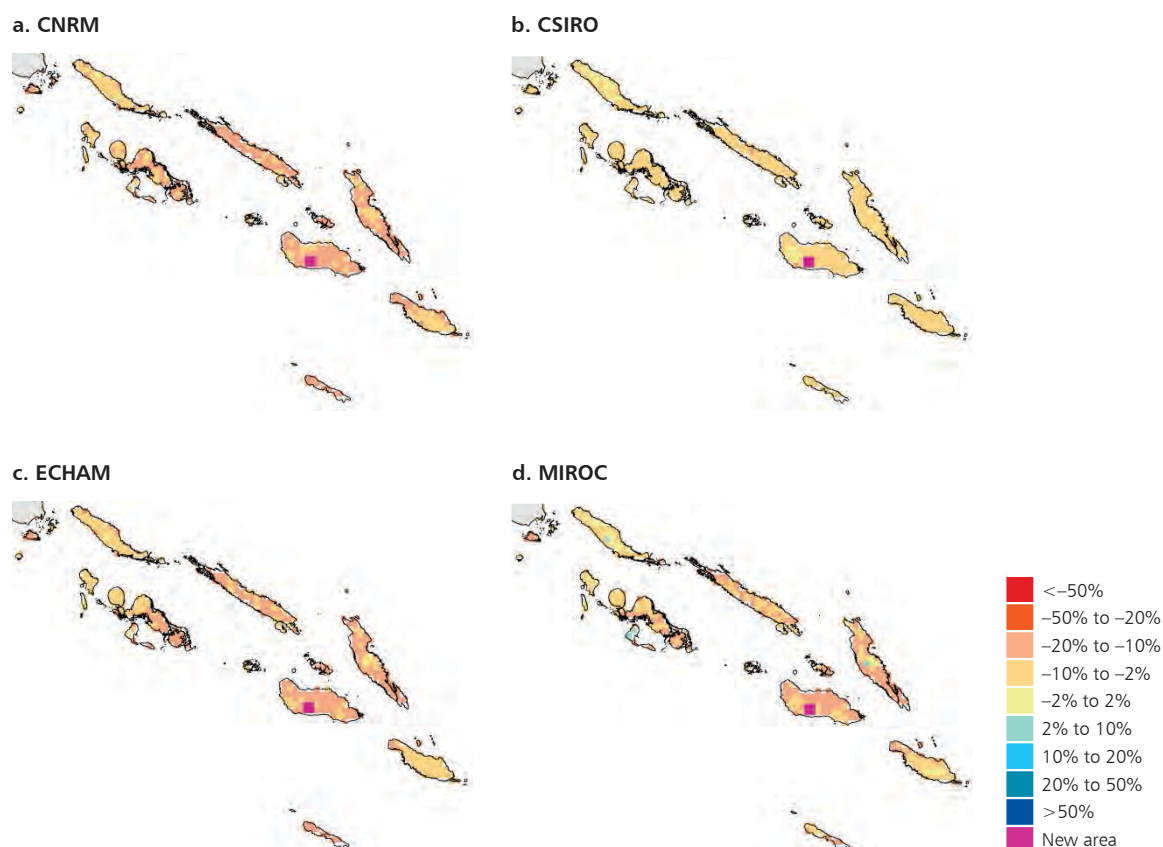 a. CNRM
b. CSIRO
c. ECHAM
d. MIROC
<–50%
–50% to –20%
–20% to –10%
–10% to –2%
–2% to 2%
2% to 10%
10% to 20%
20% to 50%
>50%
New area